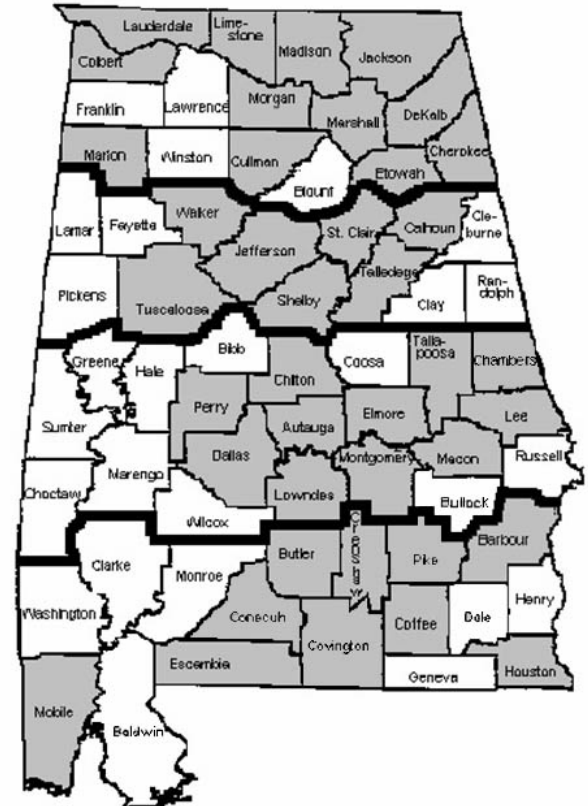 Lauderdale
Lime-
stone
Madison
Jackson
Colbert
Franklin
Lawrence
Morgan
Marshall
DeKalb
Cherokee
Marion
Winston
Cullman
Blount
Etowah
Lamar
Fayette
Walker
Jefferson
St. Clair
Calhoun
Cle-
burne
Pickens
Tuscaloosa
Shelby
Talladega
Clay
Ran-
dolph
Greene
Hale
Bibb
Chilton
Coosa
Talla-
poosa
Chambers
Sumter
Perry
Autauga
Elmore
Lee
Marengo
Dallas
Lowndes
Montgomery
Macon
Russell
Choctaw
Wilcox
Bullock
Clarke
Monroe
Butler
Crenshaw
Pike
Barbour
Washington
Conecuh
Covington
Coffee
Dale
Henry
Mobile
Baldwin
Escambia
Geneva
Houston